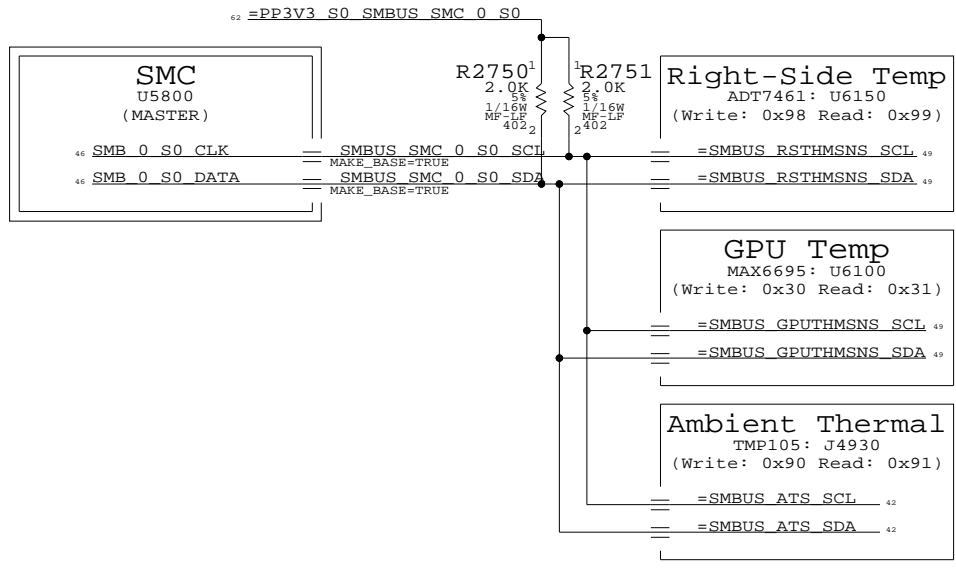 62 =PP3V3_S0_SMBUS_SMC_0_S0
SMC
U5800
(MASTER)
46 SMB_0_S0_CLK
46 SMB_0_S0_DATA
SMBUS_SMC_0_S0_SCL
MAKE_BASE=TRUE
SMBUS_SMC_0_S0_SDA
MAKE_BASE=TRUE
R2750 1
2.0K
5%
1/16W
MF-LF
402 2
1 R2751
2.0K
5%
1/16W
MF-LF
2 402
Right-Side Temp
ADT7461: U6150
(Write: 0x98 Read: 0x99)
=SMBUS_RSTHMSNS_SCL 49
=SMBUS_RSTHMSNS_SDA 49
GPU Temp
MAX6695: U6100
(Write: 0x30 Read: 0x31)
=SMBUS_GPUTHMSNS_SCL 49
=SMBUS_GPUTHMSNS_SDA 49
Ambient Thermal
TMP105: J4930
(Write: 0x90 Read: 0x91)
=SMBUS_ATS_SCL 42
=SMBUS_ATS_SDA 42